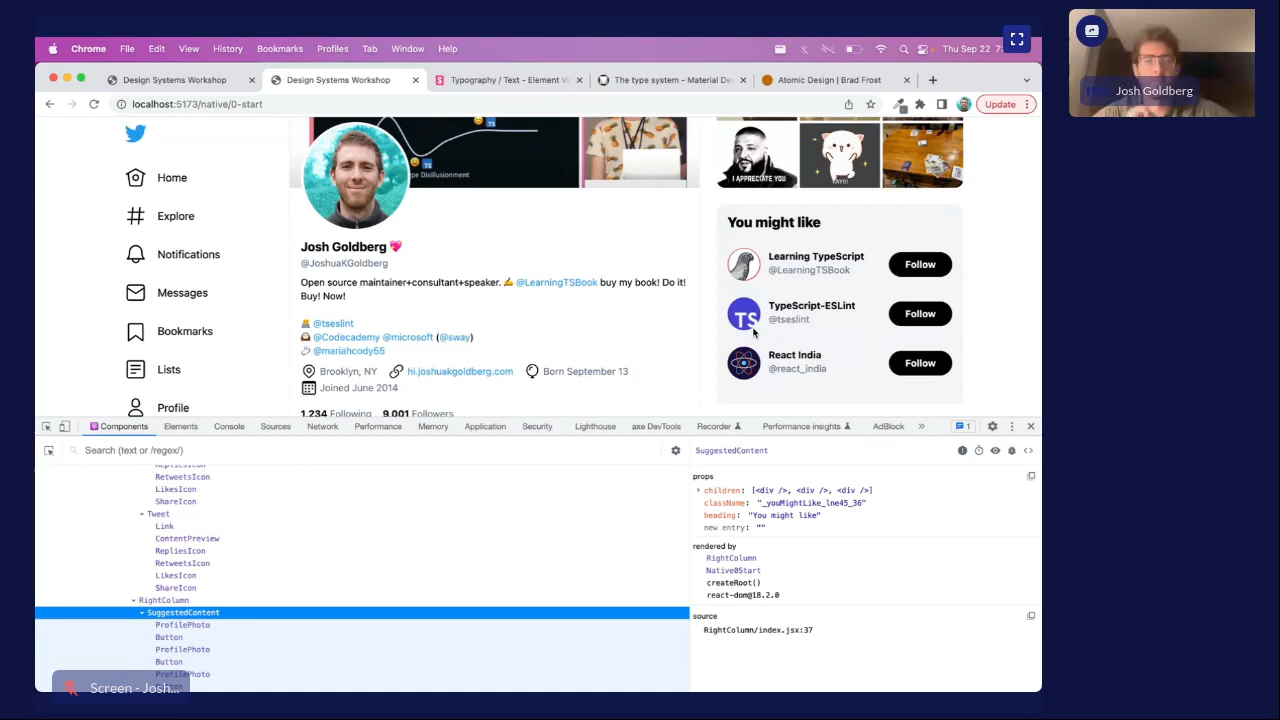 Chrome File Edit View History Bookmarks Profiles Tab Window Help
Thu Sep 22
Josh Goldberg
Design Systems Workshop
Design Systems Workshop
Typography / Text - Element
The type system - Material
Atomic Design | Brad Frost
localhost:5173/native/0-start
Update
Home
Explore
Notifications
Messages
Bookmarks
Lists
Profile
Disillusionment
Josh Goldberg
@JoshuaKGoldberg
Open source maintainer+consultant+speaker. ✍ @LearningTSBook buy my book! Do it!
Buy! Now!
@tseslint
@Codecademy @microsoft (@sway)
@mariahcody55
Brooklyn, NY hi.joshuakgoldberg.com Born September 13
Joined June 2014
1,234 Following 9,001 Followers
I APPRECIATE YOU
YAY!!!
You might like
Learning TypeScript
@LearningTSBook
Follow
TS
TypeScript-ESLint
@tseslint
Follow
React India
@react_india
Follow
Components Elements Console Sources Network Performance Memory Application Security Lighthouse axe DevTools Recorder Performance insights AdBlock » 1
Search (text or /regex/)
RepliesIcon
RetweetsIcon
LikesIcon
ShareIcon
Tweet
Link
ContentPreview
RepliesIcon
RetweetsIcon
LikesIcon
ShareIcon
RightColumn
SuggestedContent
ProfilePhoto
Button
ProfilePhoto
Button
ProfilePhoto
SuggestedContent
props
children: [<div />, <div />, <div />]
className: "_youMightLike_lne45_36"
heading: "You might like"
new entry: ""
rendered by
RightColumn
Native0Start
createRoot()
react-dom@18.2.0
source
RightColumn/index.jsx:37
Screen - Josh...